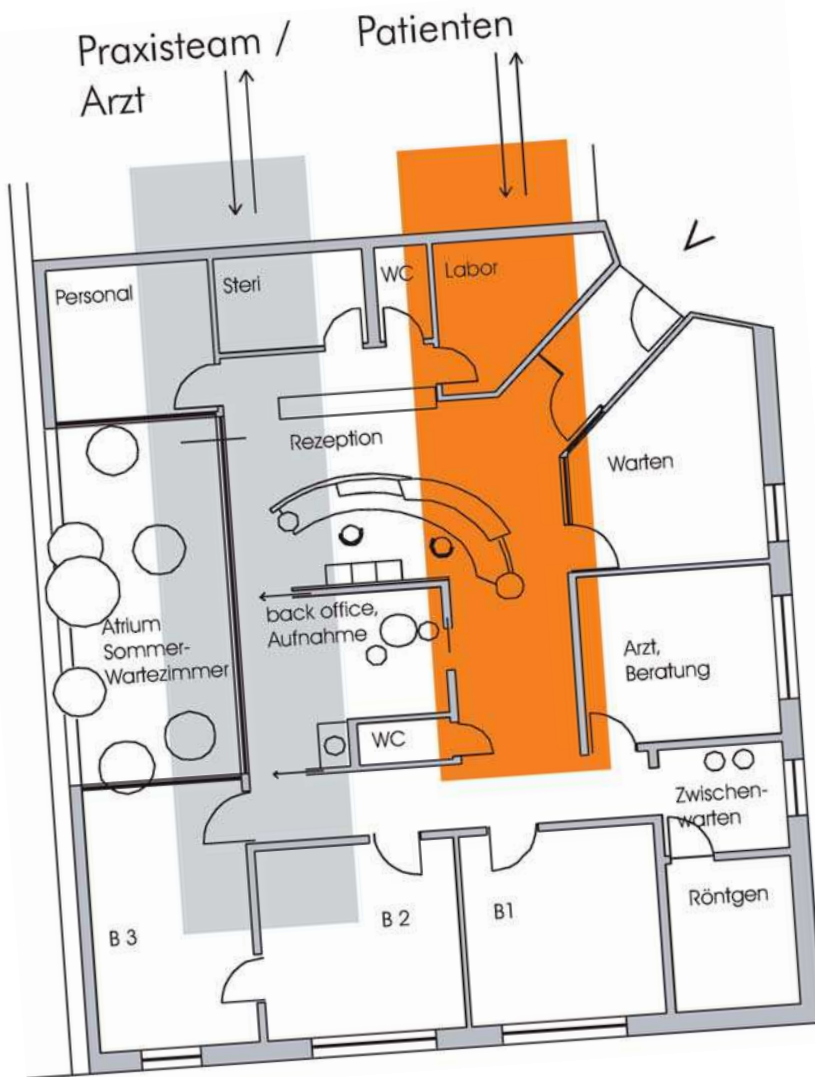 Praxisteam /
Arzt
Patienten
Personal
Steri
WC
Labor
Rezeption
Warten
Atrium
Sommer-
Wartezimmer
back office,
Aufnahme
Arzt,
Beratung
WC
Zwischen-
warten
Röntgen
B 3
B 2
B1